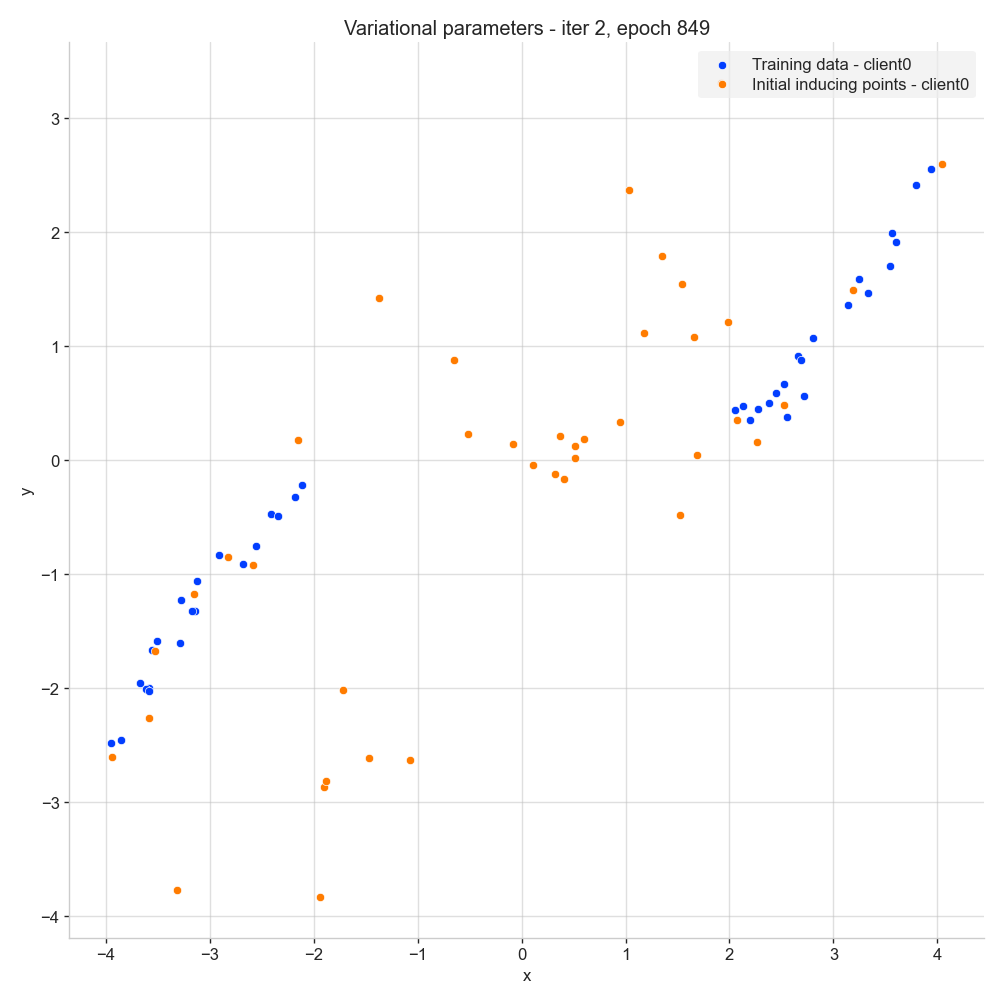 Variational parameters - iter 2, epoch 849
Training data - client0
Initial inducing points - client0
3
2
1
0
−1
−2
−3
−4
y
−4 −3 −2 −1 0 1 2 3 4
x